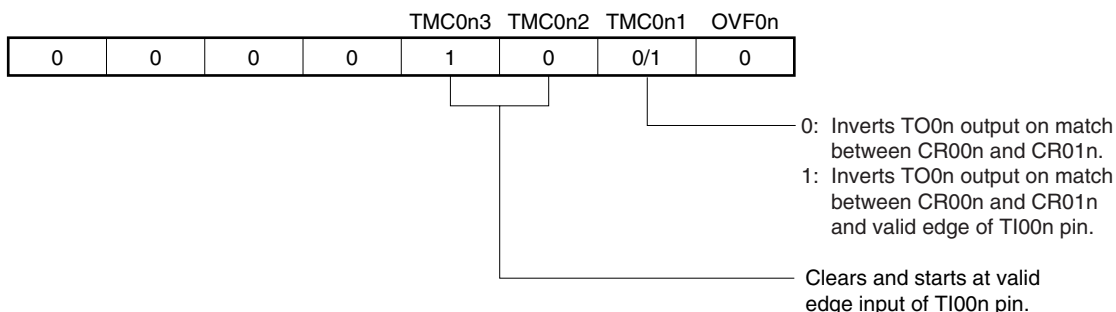 TMC0n3 TMC0n2 TMC0n1 OVF0n
0 0 0 0 1 0 0/1 0
0: Inverts TO0n output on match
between CR00n and CR01n.
1: Inverts TO0n output on match
between CR00n and CR01n
and valid edge of TI00n pin.
Clears and starts at valid
edge input of TI00n pin.